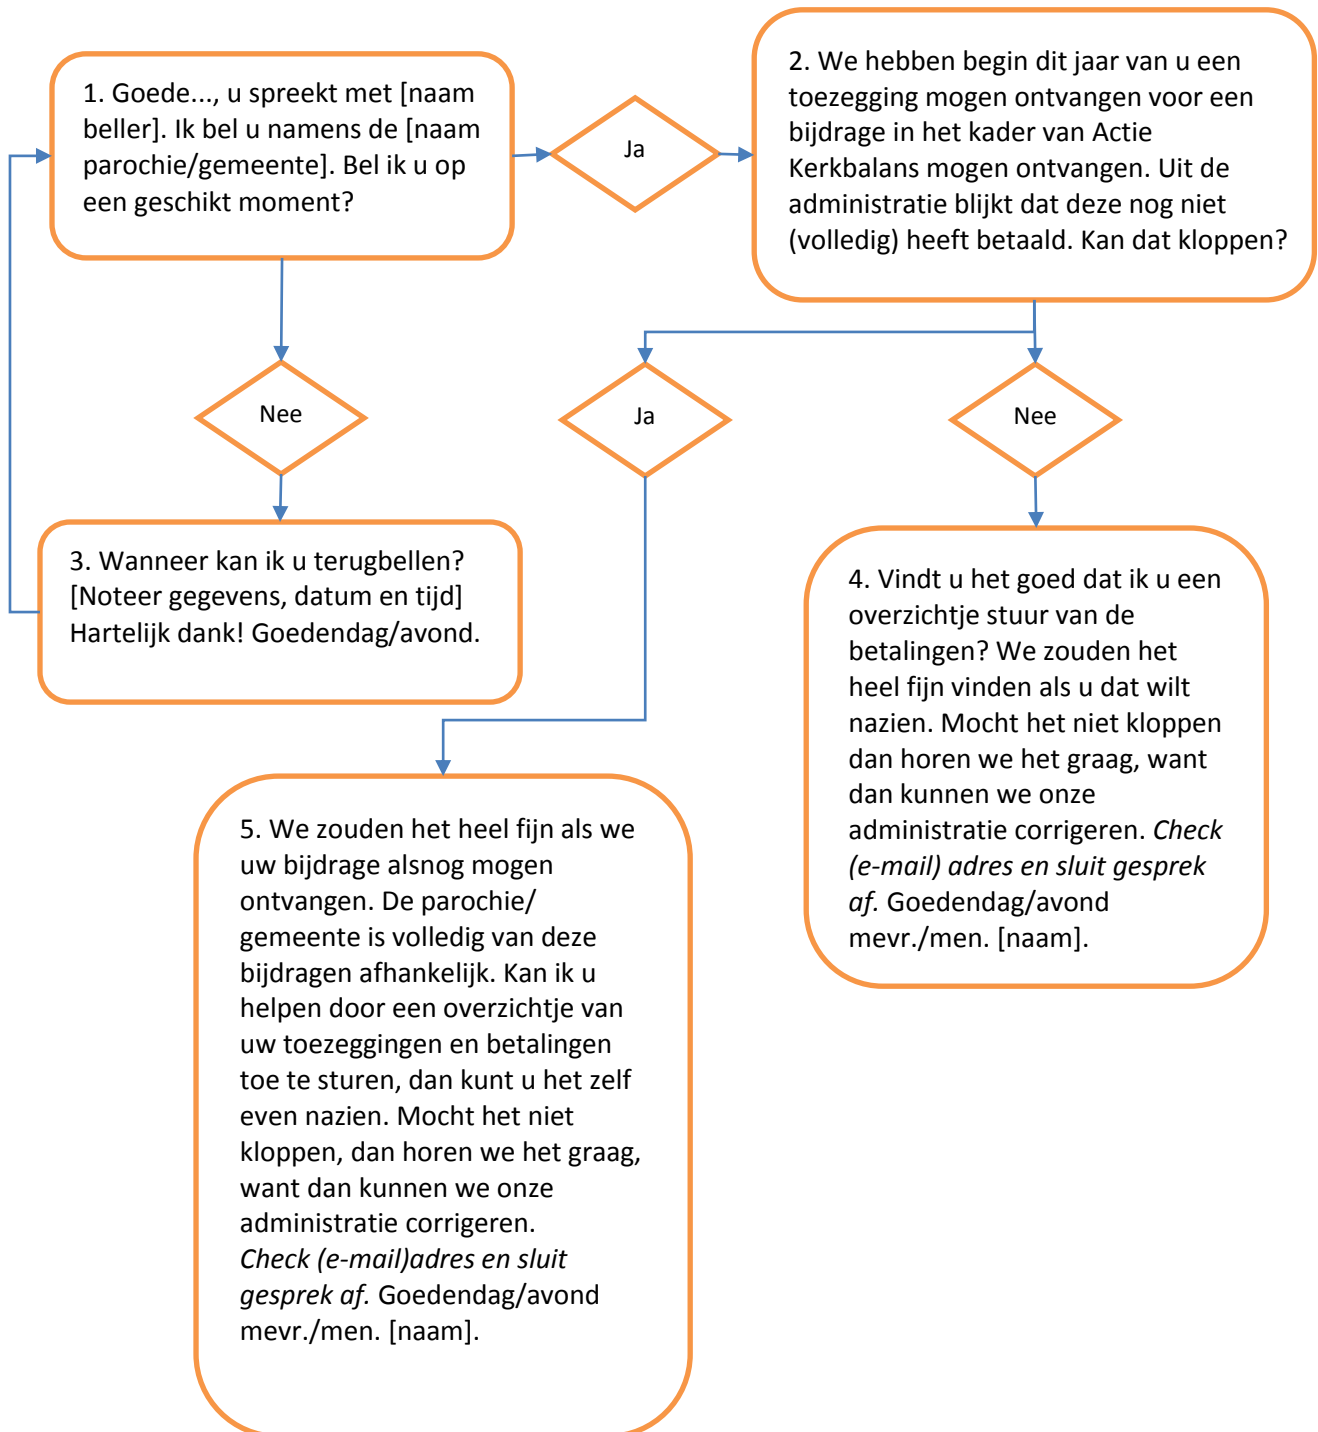 1. Goede..., u spreekt met [naam
beller]. Ik bel u namens de [naam
parochie/gemeente]. Bel ik u op
een geschikt moment?
Ja
2. We hebben begin dit jaar van u een
toezegging mogen ontvangen voor een
bijdrage in het kader van Actie
Kerkbalans mogen ontvangen. Uit de
administratie blijkt dat deze nog niet
(volledig) heeft betaald. Kan dat kloppen?
Nee
Ja
Nee
3. Wanneer kan ik u terugbellen?
[Noteer gegevens, datum en tijd]
Hartelijk dank! Goedendag/avond.
4. Vindt u het goed dat ik u een
overzichtje stuur van de
betalingen? We zouden het
heel fijn vinden als u dat wilt
nazien. Mocht het niet kloppen
dan horen we het graag, want
dan kunnen we onze
administratie corrigeren. Check
(e-mail) adres en sluit gesprek
af. Goedendag/avond
mevr./men. [naam].
5. We zouden het heel fijn als we
uw bijdrage alsnog mogen
ontvangen. De parochie/
gemeente is volledig van deze
bijdragen afhankelijk. Kan ik u
helpen door een overzichtje van
uw toezeggingen en betalingen
toe te sturen, dan kunt u het zelf
even nazien. Mocht het niet
kloppen, dan horen we het graag,
want dan kunnen we onze
administratie corrigeren.
Check (e-mail)adres en sluit
gesprek af. Goedendag/avond
mevr./men. [naam].